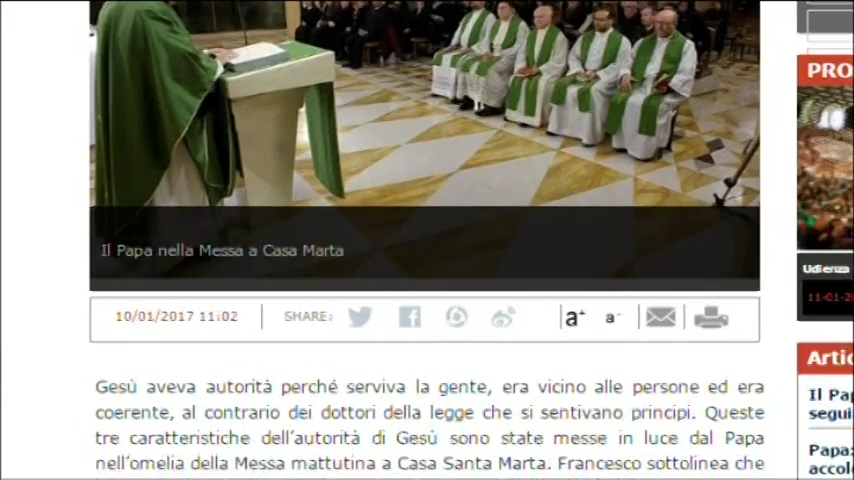 Il Papa nella Messa a Casa Marta
10/01/2017 11:02
SHARE:
a+ a-
Gesù aveva autorità perché serviva la gente, era vicino alle persone ed era
coerente, al contrario dei dottori della legge che si sentivano principi. Queste
tre caratteristiche dell'autorità di Gesù sono state messe in luce dal Papa
nell'omelia della Messa mattutina a Casa Santa Marta. Francesco sottolinea che
PRO
Udienza
11-01-2
Artic
Il Pap
segui
Papa:
accol